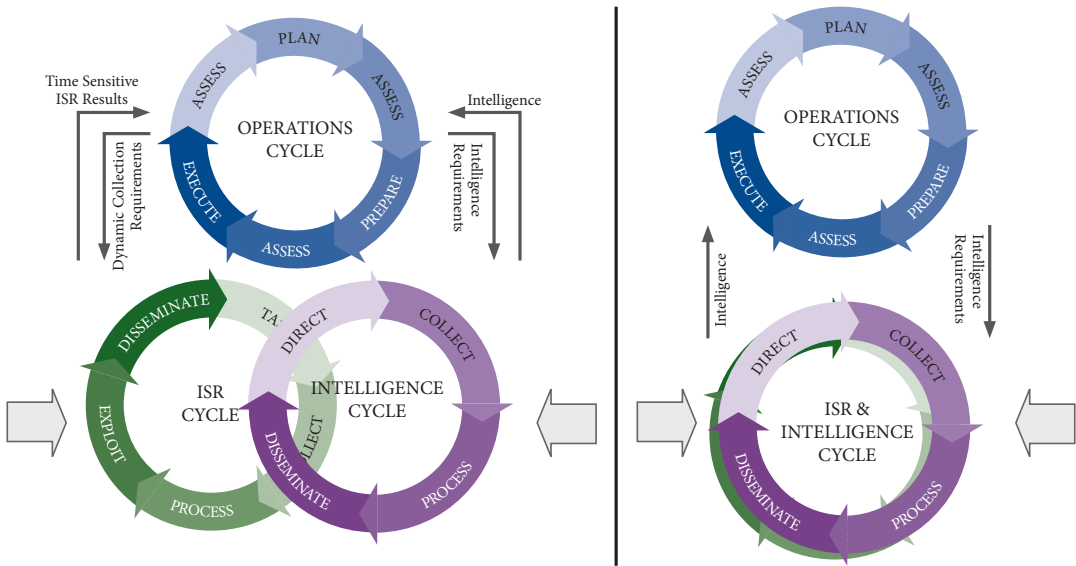 PLAN
ASSESS
PREPARE
ASSESS
EXECUTE
ASSESS
OPERATIONS
CYCLE
Time Sensitive
ISR Results
Dynamic Collection
Requirements
Intelligence
Intelligence
Requirements
DISSEMINATE
TA
LLECT
PROCESS
EXPLOIT
ISR
CYCLE
DIRECT
COLLECT
PROCESS
DISSEMINATE
INTELLIGENCE
CYCLE
PLAN
ASSESS
PREPARE
ASSESS
EXECUTE
ASSESS
OPERATIONS
CYCLE
Intelligence
Intelligence
Requirements
DIRECT
COLLECT
PROCESS
DISSEMINATE
ISR &
INTELLIGENCE
CYCLE